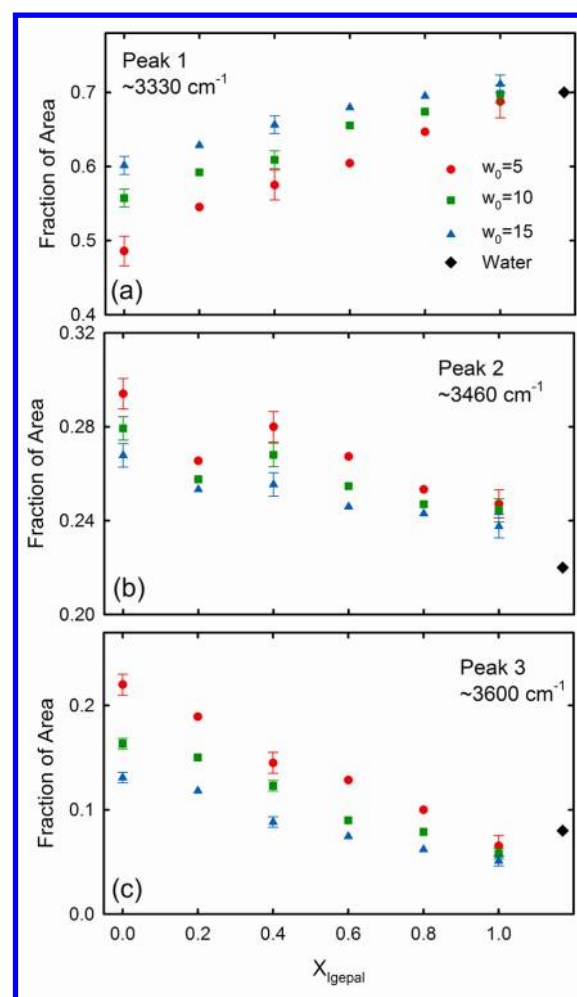 Peak 1
~3330 cm⁻¹
0.7
0.6
0.5
0.4
Fraction of Area
w₀=5
w₀=10
w₀=15
Water
(a)
0.32
0.28
0.24
0.20
Fraction of Area
Peak 2
~3460 cm⁻¹
(b)
0.2
0.1
0.0
Fraction of Area
Peak 3
~3600 cm⁻¹
(c)
0.0 0.2 0.4 0.6 0.8 1.0
X_Igepal